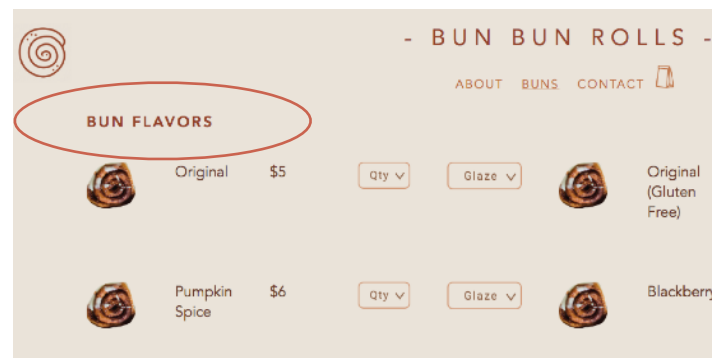 - BUN BUN ROLLS -
ABOUT BUNS CONTACT
BUN FLAVORS
Original $5 Qty Glaze Original
(Gluten
Free)
Pumpkin $6 Qty Glaze Blackberry
Spice